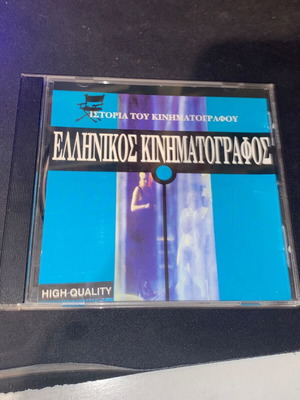 ΙΣΤΟΡΙΑ ΤΟΥ ΚΙΝΗΜΑΤΟΓΡΑΦΟΥ
ΕΛΛΗΝΙΚΟΣ ΚΙΝΗΜΑΤΟΓΡΑΦΟΣ
HIGH-QUALITY